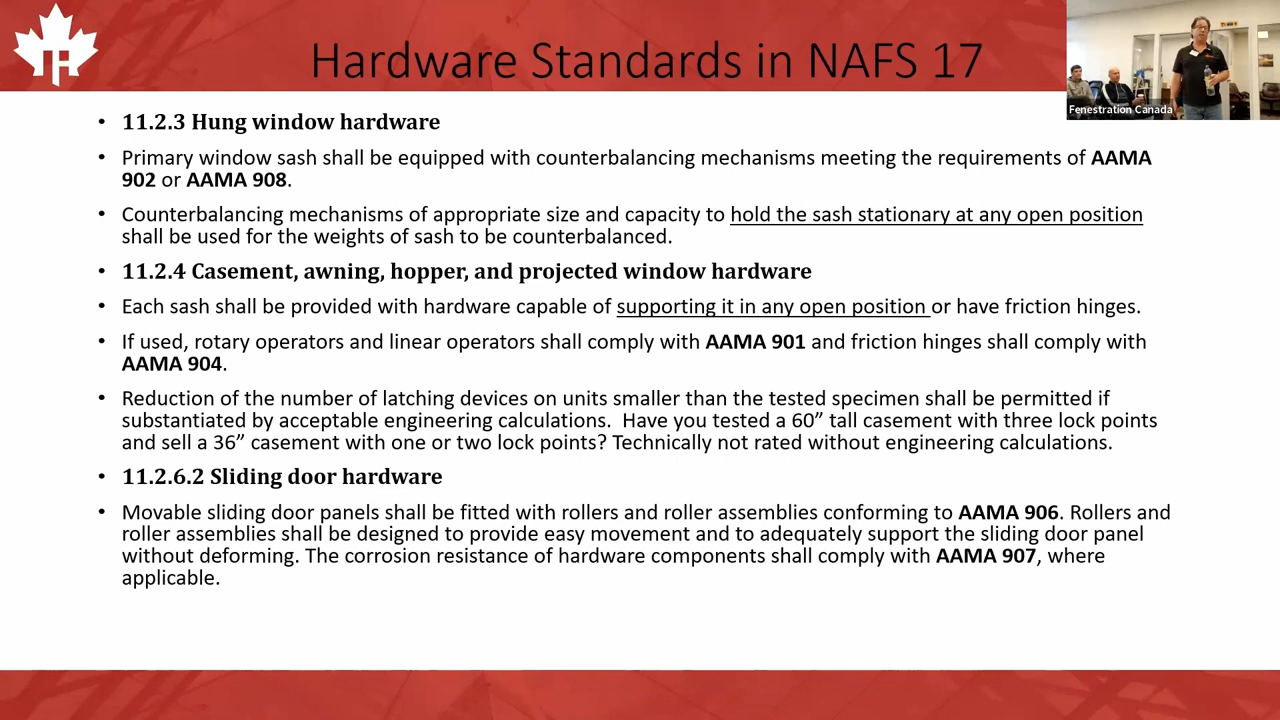 Hardware Standards in NAFS 17
Fenestration Canada
• 11.2.3 Hung window hardware
• Primary window sash shall be equipped with counterbalancing mechanisms meeting the requirements of AAMA
902 or AAMA 908.
• Counterbalancing mechanisms of appropriate size and capacity to hold the sash stationary at any open position
shall be used for the weights of sash to be counterbalanced.
• 11.2.4 Casement, awning, hopper, and projected window hardware
• Each sash shall be provided with hardware capable of supporting it in any open position or have friction hinges.
• If used, rotary operators and linear operators shall comply with AAMA 901 and friction hinges shall comply with
AAMA 904.
• Reduction of the number of latching devices on units smaller than the tested specimen shall be permitted if
substantiated by acceptable engineering calculations.  Have you tested a 60” tall casement with three lock points
and sell a 36” casement with one or two lock points? Technically not rated without engineering calculations.
• 11.2.6.2 Sliding door hardware
• Movable sliding door panels shall be fitted with rollers and roller assemblies conforming to AAMA 906. Rollers and
roller assemblies shall be designed to provide easy movement and to adequately support the sliding door panel
without deforming. The corrosion resistance of hardware components shall comply with AAMA 907, where
applicable.